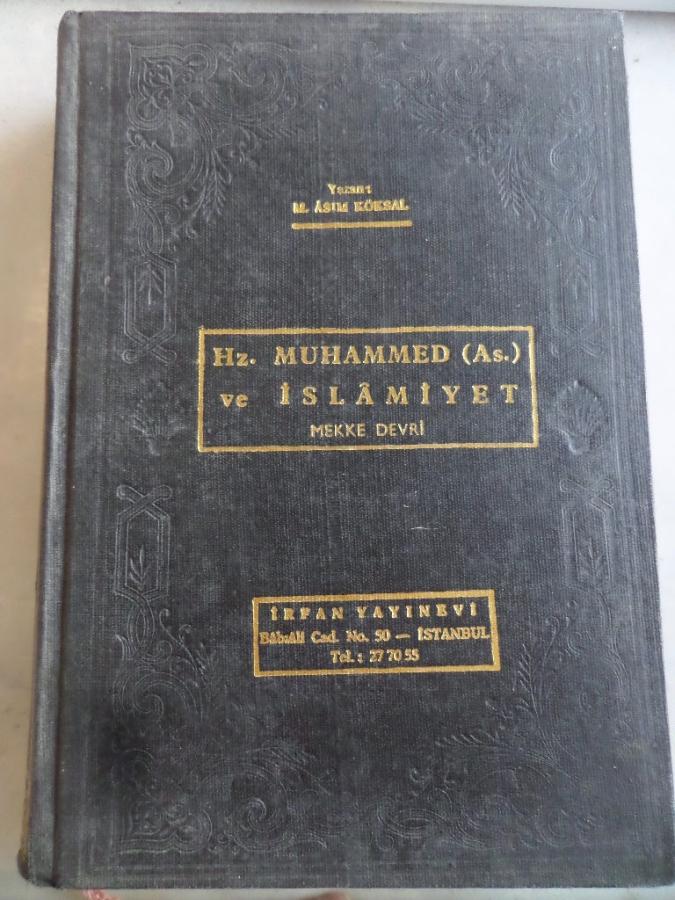 Yazan:
M. ÂSIM KÖKSAL
Hz. MUHAMMED (As.)
ve İSLÂMİYET
MEKKE DEVRİ
İRFAN YAYINEVİ
Bâbıâli Cad. No. 50 — İSTANBUL
Tel.: 27 70 55